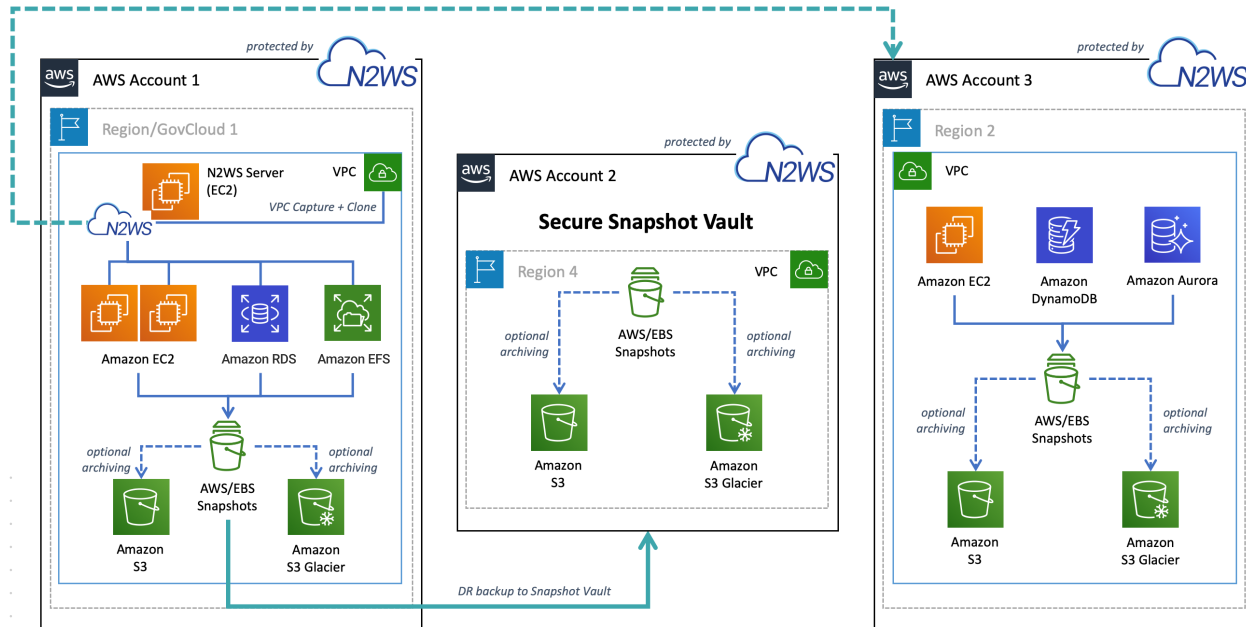 protected by
N2WS
aws
AWS Account 1
Region/GovCloud 1
N2WS Server
(EC2)
VPC
VPC Capture + Clone
N2WS
Amazon EC2
Amazon RDS
Amazon EFS
optional
archiving
optional
archiving
AWS/EBS
Snapshots
Amazon
S3
Amazon
S3 Glacier
DR backup to Snapshot Vault
protected by
N2WS
aws
AWS Account 2
Secure Snapshot Vault
Region 4
VPC
optional
archiving
AWS/EBS
Snapshots
optional
archiving
Amazon
S3
Amazon
S3 Glacier
protected by
N2WS
aws
AWS Account 3
Region 2
VPC
Amazon EC2
Amazon
DynamoDB
Amazon Aurora
optional
archiving
AWS/EBS
Snapshots
optional
archiving
Amazon
S3
Amazon
S3 Glacier